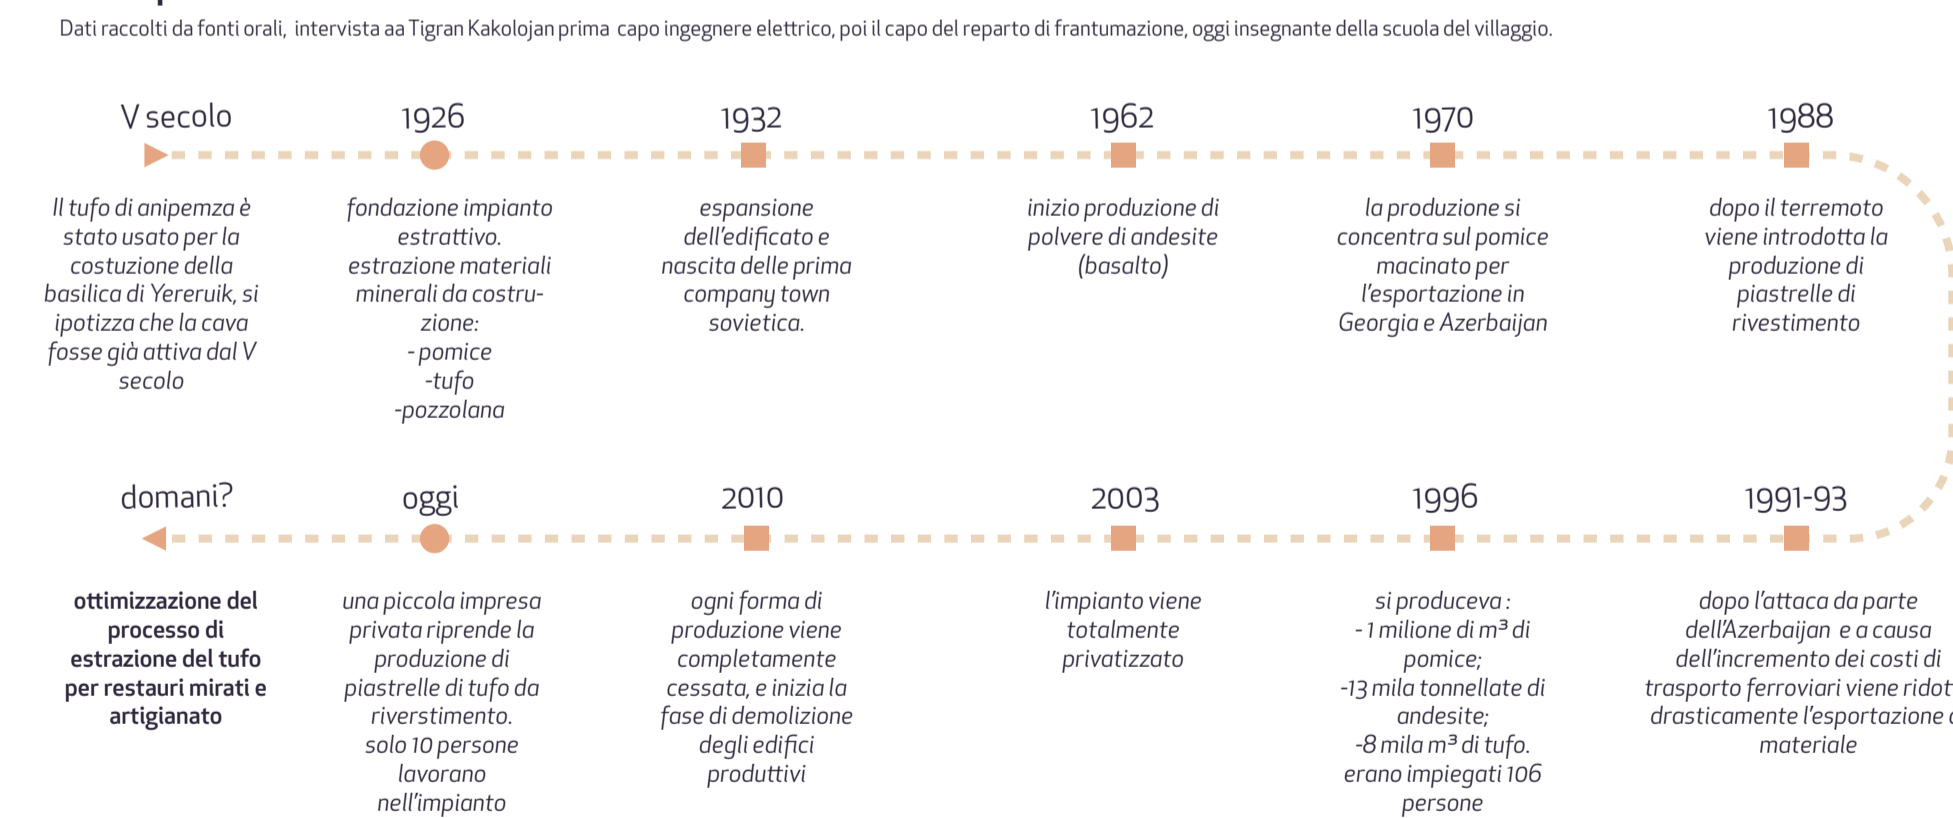 Dati raccolti da fonti orali, intervista aa Tigran Kakolojan prima capo ingegnere elettrico, poi il capo del reparto di frantumazione, oggi insegnante della scuola del villaggio.
V secolo
Il tufo di anipemza è
stato usato per la
costuzione della
basilica di Yereruik, si
ipotizza che la cava
fosse già attiva dal V
secolo
1926
fondazione impianto
estrattivo.
estrazione materiali
minerali da costru-
zione:
- pomice
-tufo
-pozzolana
1932
espansione
dell'edificato e
nascita delle prima
company town
sovietica.
1962
inizio produzione di
polvere di andesite
(basalto)
1970
la produzione si
concentra sul pomice
macinato per
l'esportazione in
Georgia e Azerbaijan
1988
dopo il terremoto
viene introdotta la
produzione di
piastrelle di
rivestimento
domani?
ottimizzazione del
processo di
estrazione del tufo
per restauri mirati e
artigianato
oggi
una piccola impresa
privata riprende la
produzione di
piastrelle di tufo da
riverstimento.
solo 10 persone
lavorano
nell'impianto
2010
ogni forma di
produzione viene
completamente
cessata, e inizia la
fase di demolizione
degli edifici
produttivi
2003
l'impianto viene
totalmente
privatizzato
1996
si produceva :
- 1 milione di m³ di
pomice;
-13 mila tonnellate di
andesite;
-8 mila m³ di tufo.
erano impiegati 106
persone
1991-93
dopo l'attaca da parte
dell'Azerbaijan e a causa
dell'incremento dei costi di
trasporto ferroviari viene ridot
drasticamente l'esportazione
materiale